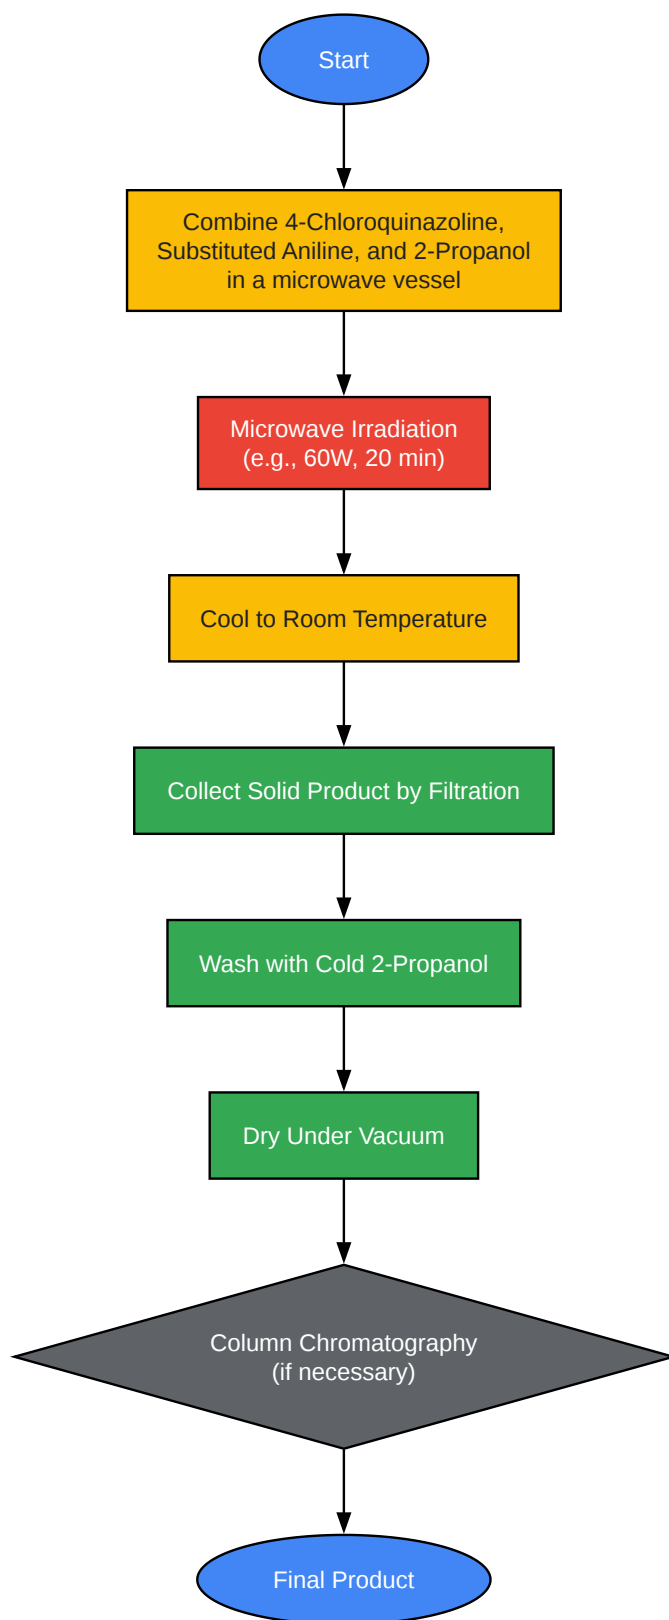 Start
Combine 4-Chloroquinazoline,
Substituted Aniline, and 2-Propanol
in a microwave vessel
Microwave Irradiation
(e.g., 60W, 20 min)
Cool to Room Temperature
Collect Solid Product by Filtration
Wash with Cold 2-Propanol
Dry Under Vacuum
Column Chromatography
(if necessary)
Final Product